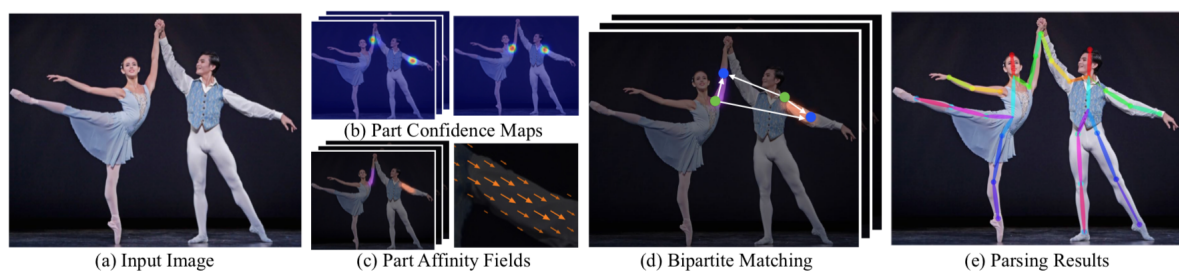 (a) Input Image
(b) Part Confidence Maps
(c) Part Affinity Fields
(d) Bipartite Matching
(e) Parsing Results